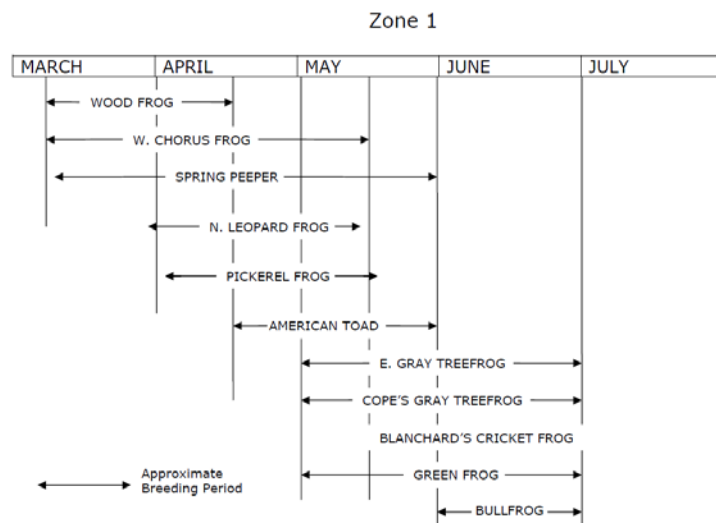 Zone 1
MARCH APRIL MAY JUNE JULY
WOOD FROG
W. CHORUS FROG
SPRING PEEPER
N. LEOPARD FROG
PICKEREL FROG
AMERICAN TOAD
E. GRAY TREEFROG
COPE'S GRAY TREEFROG
BLANCHARD'S CRICKET FROG
GREEN FROG
BULLFROG
Approximate
Breeding Period